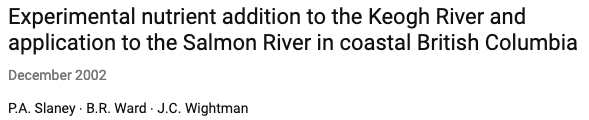 Experimental nutrient addition to the Keogh River and
application to the Salmon River in coastal British Columbia
December 2002
P.A. Slaney · B.R. Ward · J.C. Wightman